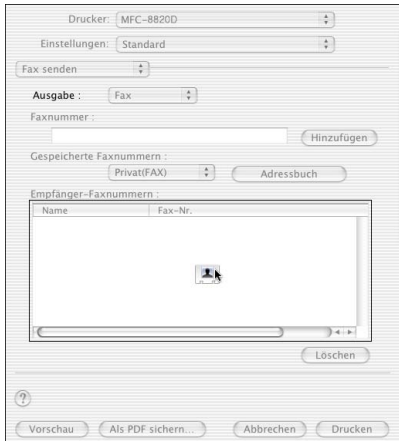 Drucker: MFC-8820D
Einstellungen: Standard
Fax senden
Ausgabe : Fax
Faxnummer :
Hinzufügen
Gespeicherte Faxnummern :
Privat(FAX) Adressbuch
Empfänger-Faxnummern :
Name Fax-Nr.
Löschen
?
Vorschau Als PDF sichern... Abbrechen Drucken